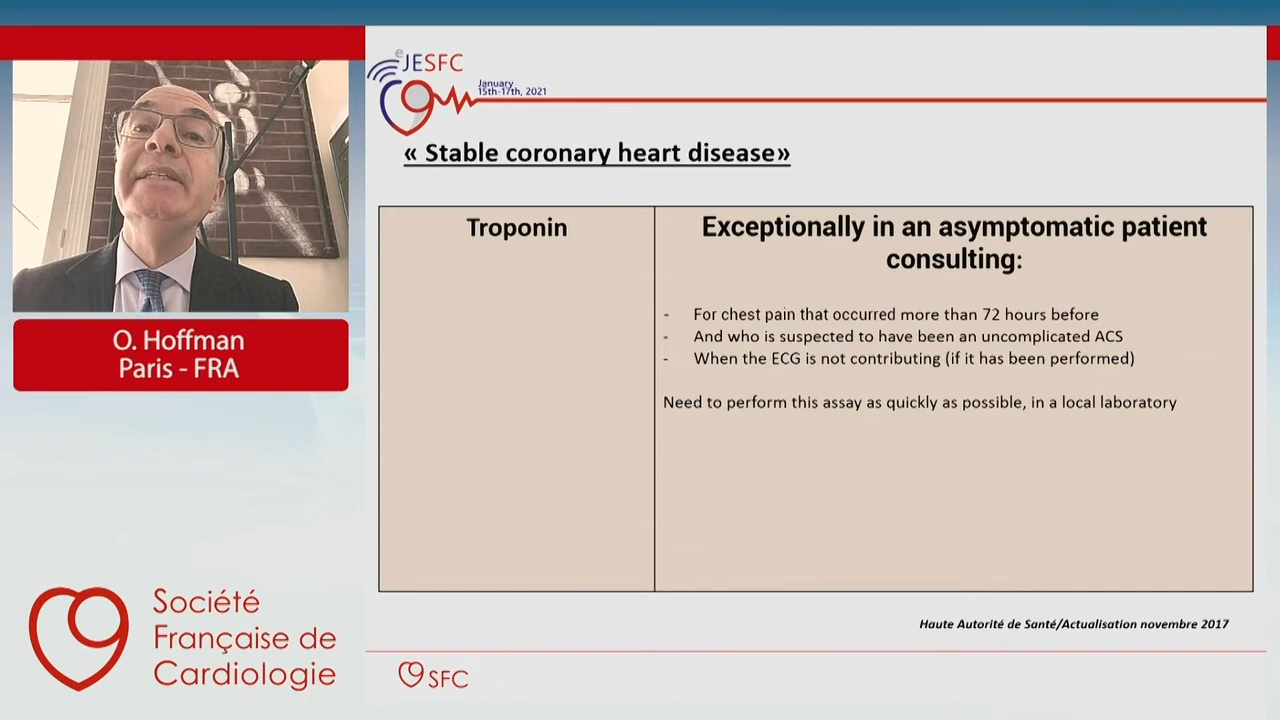 eJESFC
January
15th-17th, 2021
« Stable coronary heart disease»
Troponin
Exceptionally in an asymptomatic patient
consulting:
- For chest pain that occurred more than 72 hours before
- And who is suspected to have been an uncomplicated ACS
- When the ECG is not contributing (if it has been performed)
Need to perform this assay as quickly as possible, in a local laboratory
Haute Autorité de Santé/Actualisation novembre 2017
SFC
O. Hoffman
Paris - FRA
Société
Française de
Cardiologie